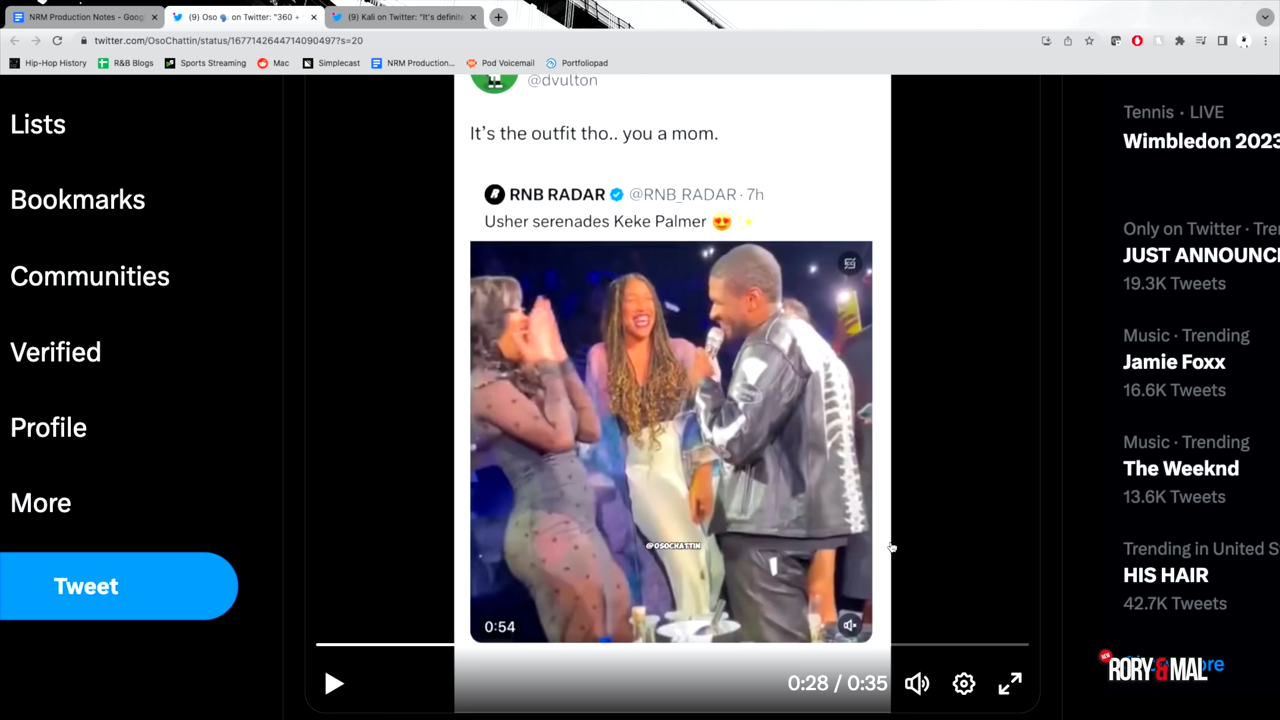 NRM Production Notes - Goog
(9) Oso on Twitter: "360 +
(9) Kali on Twitter: "It's definite
twitter.com/OsoChattin/status/1677142644714090497?s=20
Hip-Hop History
R&B Blogs
Sports Streaming
Mac
Simplecast
NRM Production...
Pod Voicemail
Portfoliopad
@dvulton
It's the outfit tho.. you a mom.
RNB RADAR @RNB_RADAR · 7h
Usher serenades Keke Palmer 😍 ✨
@OSOCHATTIN
0:54
0:28 / 0:35
Lists
Bookmarks
Communities
Verified
Profile
More
Tweet
Tennis · LIVE
Wimbledon 2023
Only on Twitter · Tre
JUST ANNOUNC
19.3K Tweets
Music · Trending
Jamie Foxx
16.6K Tweets
Music · Trending
The Weeknd
13.6K Tweets
Trending in United S
HIS HAIR
42.7K Tweets
NEW
RORY & MAL